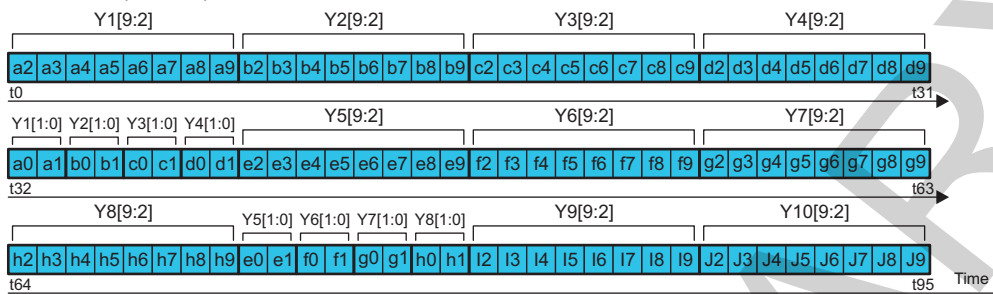 Y1[9:2] Y2[9:2] Y3[9:2] Y4[9:2]
a2 a3 a4 a5 a6 a7 a8 a9 b2 b3 b4 b5 b6 b7 b8 b9 c2 c3 c4 c5 c6 c7 c8 c9 d2 d3 d4 d5 d6 d7 d8 d9
t0 t31
Y1[1:0] Y2[1:0] Y3[1:0] Y4[1:0] Y5[9:2] Y6[9:2] Y7[9:2]
a0 a1 b0 b1 c0 c1 d0 d1 e2 e3 e4 e5 e6 e7 e8 e9 f2 f3 f4 f5 f6 f7 f8 f9 g2 g3 g4 g5 g6 g7 g8 g9
t32 t63
Y8[9:2] Y5[1:0] Y6[1:0] Y7[1:0] Y8[1:0] Y9[9:2] Y10[9:2]
h2 h3 h4 h5 h6 h7 h8 h9 e0 e1 f0 f1 g0 g1 h0 h1 I2 I3 I4 I5 I6 I7 I8 I9 J2 J3 J4 J5 J6 J7 J8 J9
t64 t95 Time